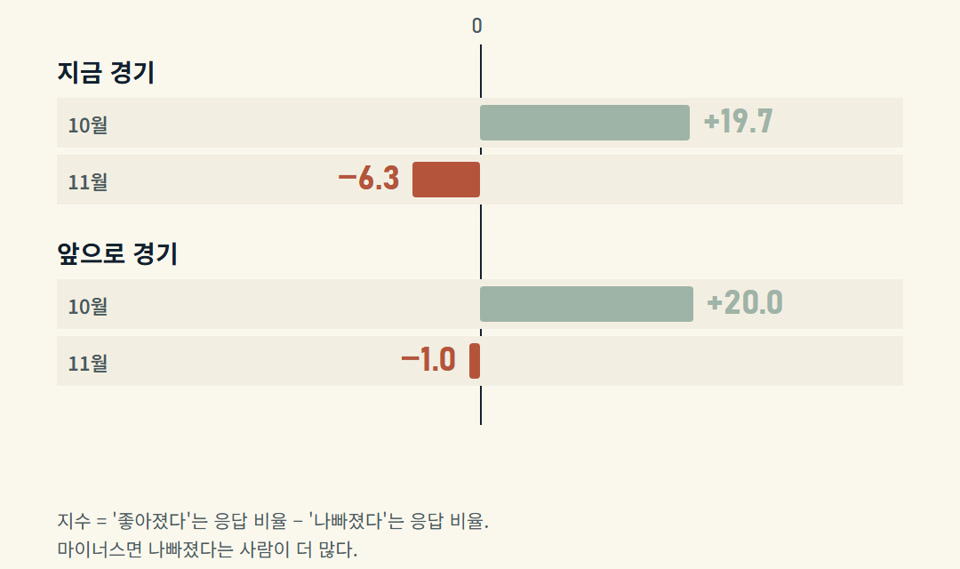 0
지금 경기
10월 +19.7
11월 −6.3
앞으로 경기
10월 +20.0
11월 −1.0
지수 = '좋아졌다'는 응답 비율 − '나빠졌다'는 응답 비율.
마이너스면 나빠졌다는 사람이 더 많다.